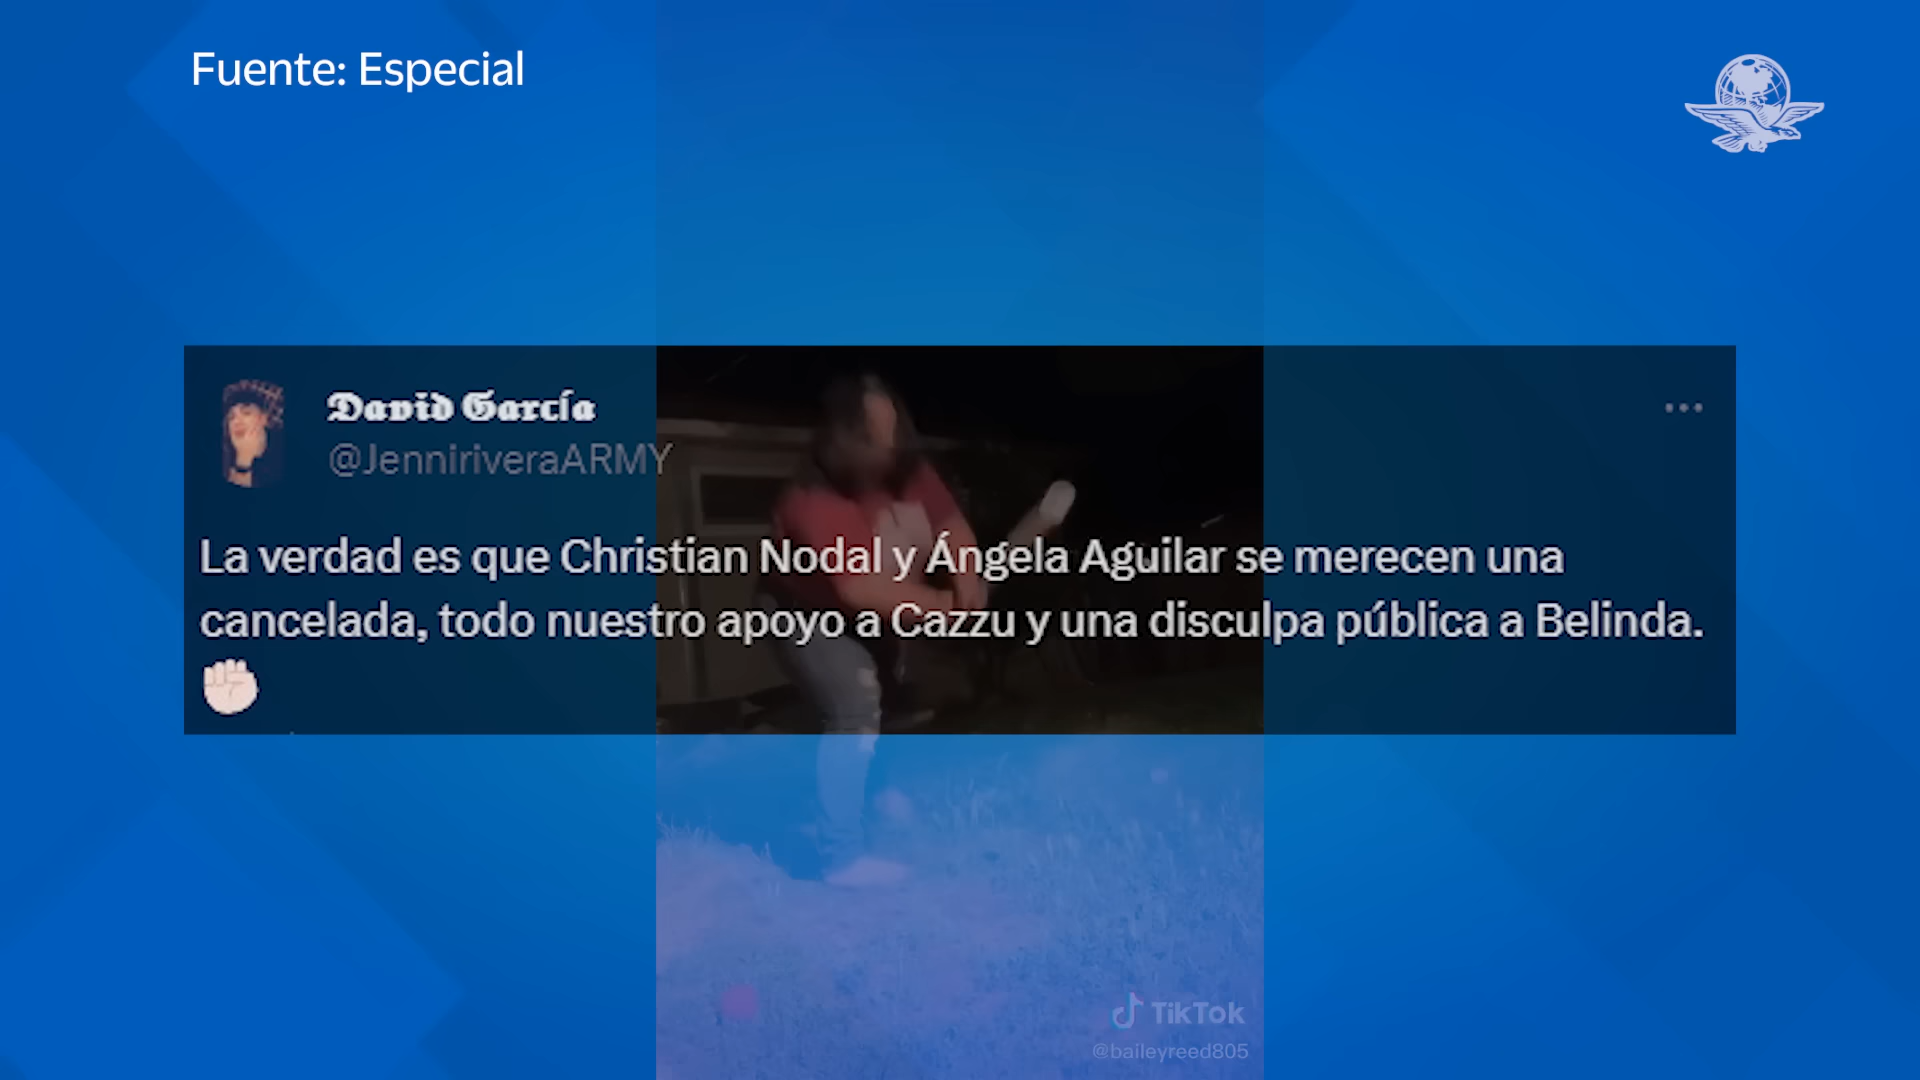 Fuente: Especial
David García
@JenniriveraARMY
La verdad es que Christian Nodal y Ángela Aguilar se merecen una
cancelada, todo nuestro apoyo a Cazzu y una disculpa pública a Belinda.
✊🏻
TikTok
@baileyreed805